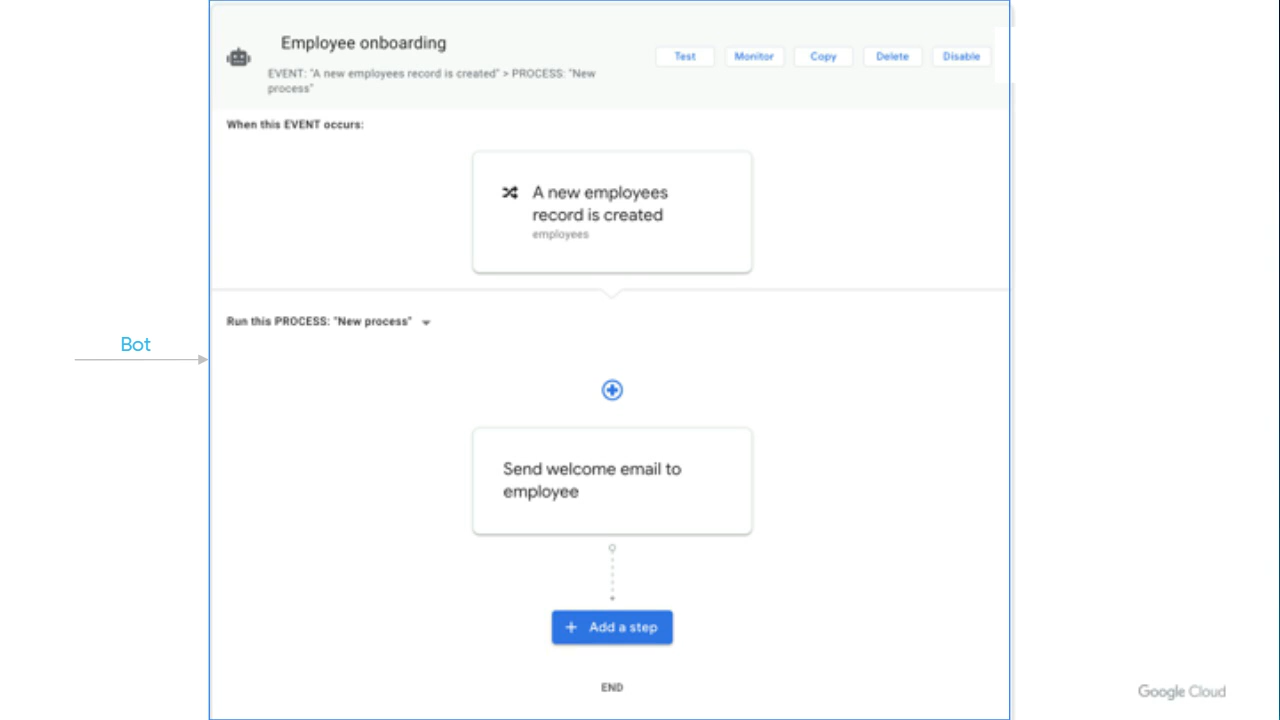 Employee onboarding
EVENT: "A new employees record is created" > PROCESS: "New
process"
Test
Monitor
Copy
Delete
Disable
When this EVENT occurs:
A new employees
record is created
employees
Run this PROCESS: "New process"
Bot
Send welcome email to
employee
+ Add a step
END
Google Cloud